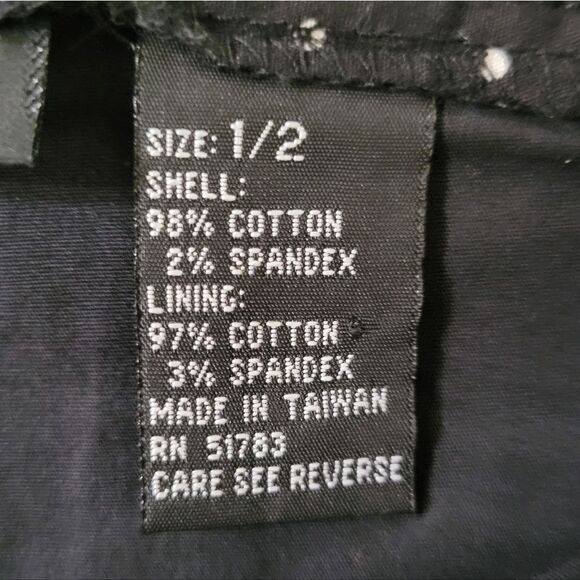 SIZE: 1/2
SHELL:
98% COTTON
2% SPANDEX
LINING:
97% COTTON
3% SPANDEX
MADE IN TAIWAN
RN 51783
CARE SEE REVERSE